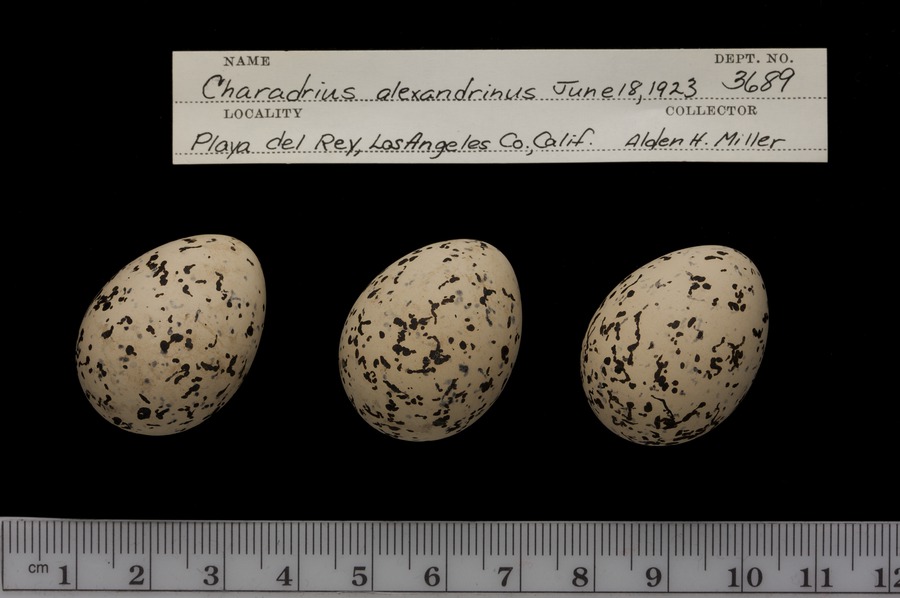 NAME DEPT. NO.
Charadrius alexandrinus June 18, 1923 3689
LOCALITY COLLECTOR
Playa del Rey, Los Angeles Co., Calif. Alden H. Miller
cm 1 2 3 4 5 6 7 8 9 10 11 12